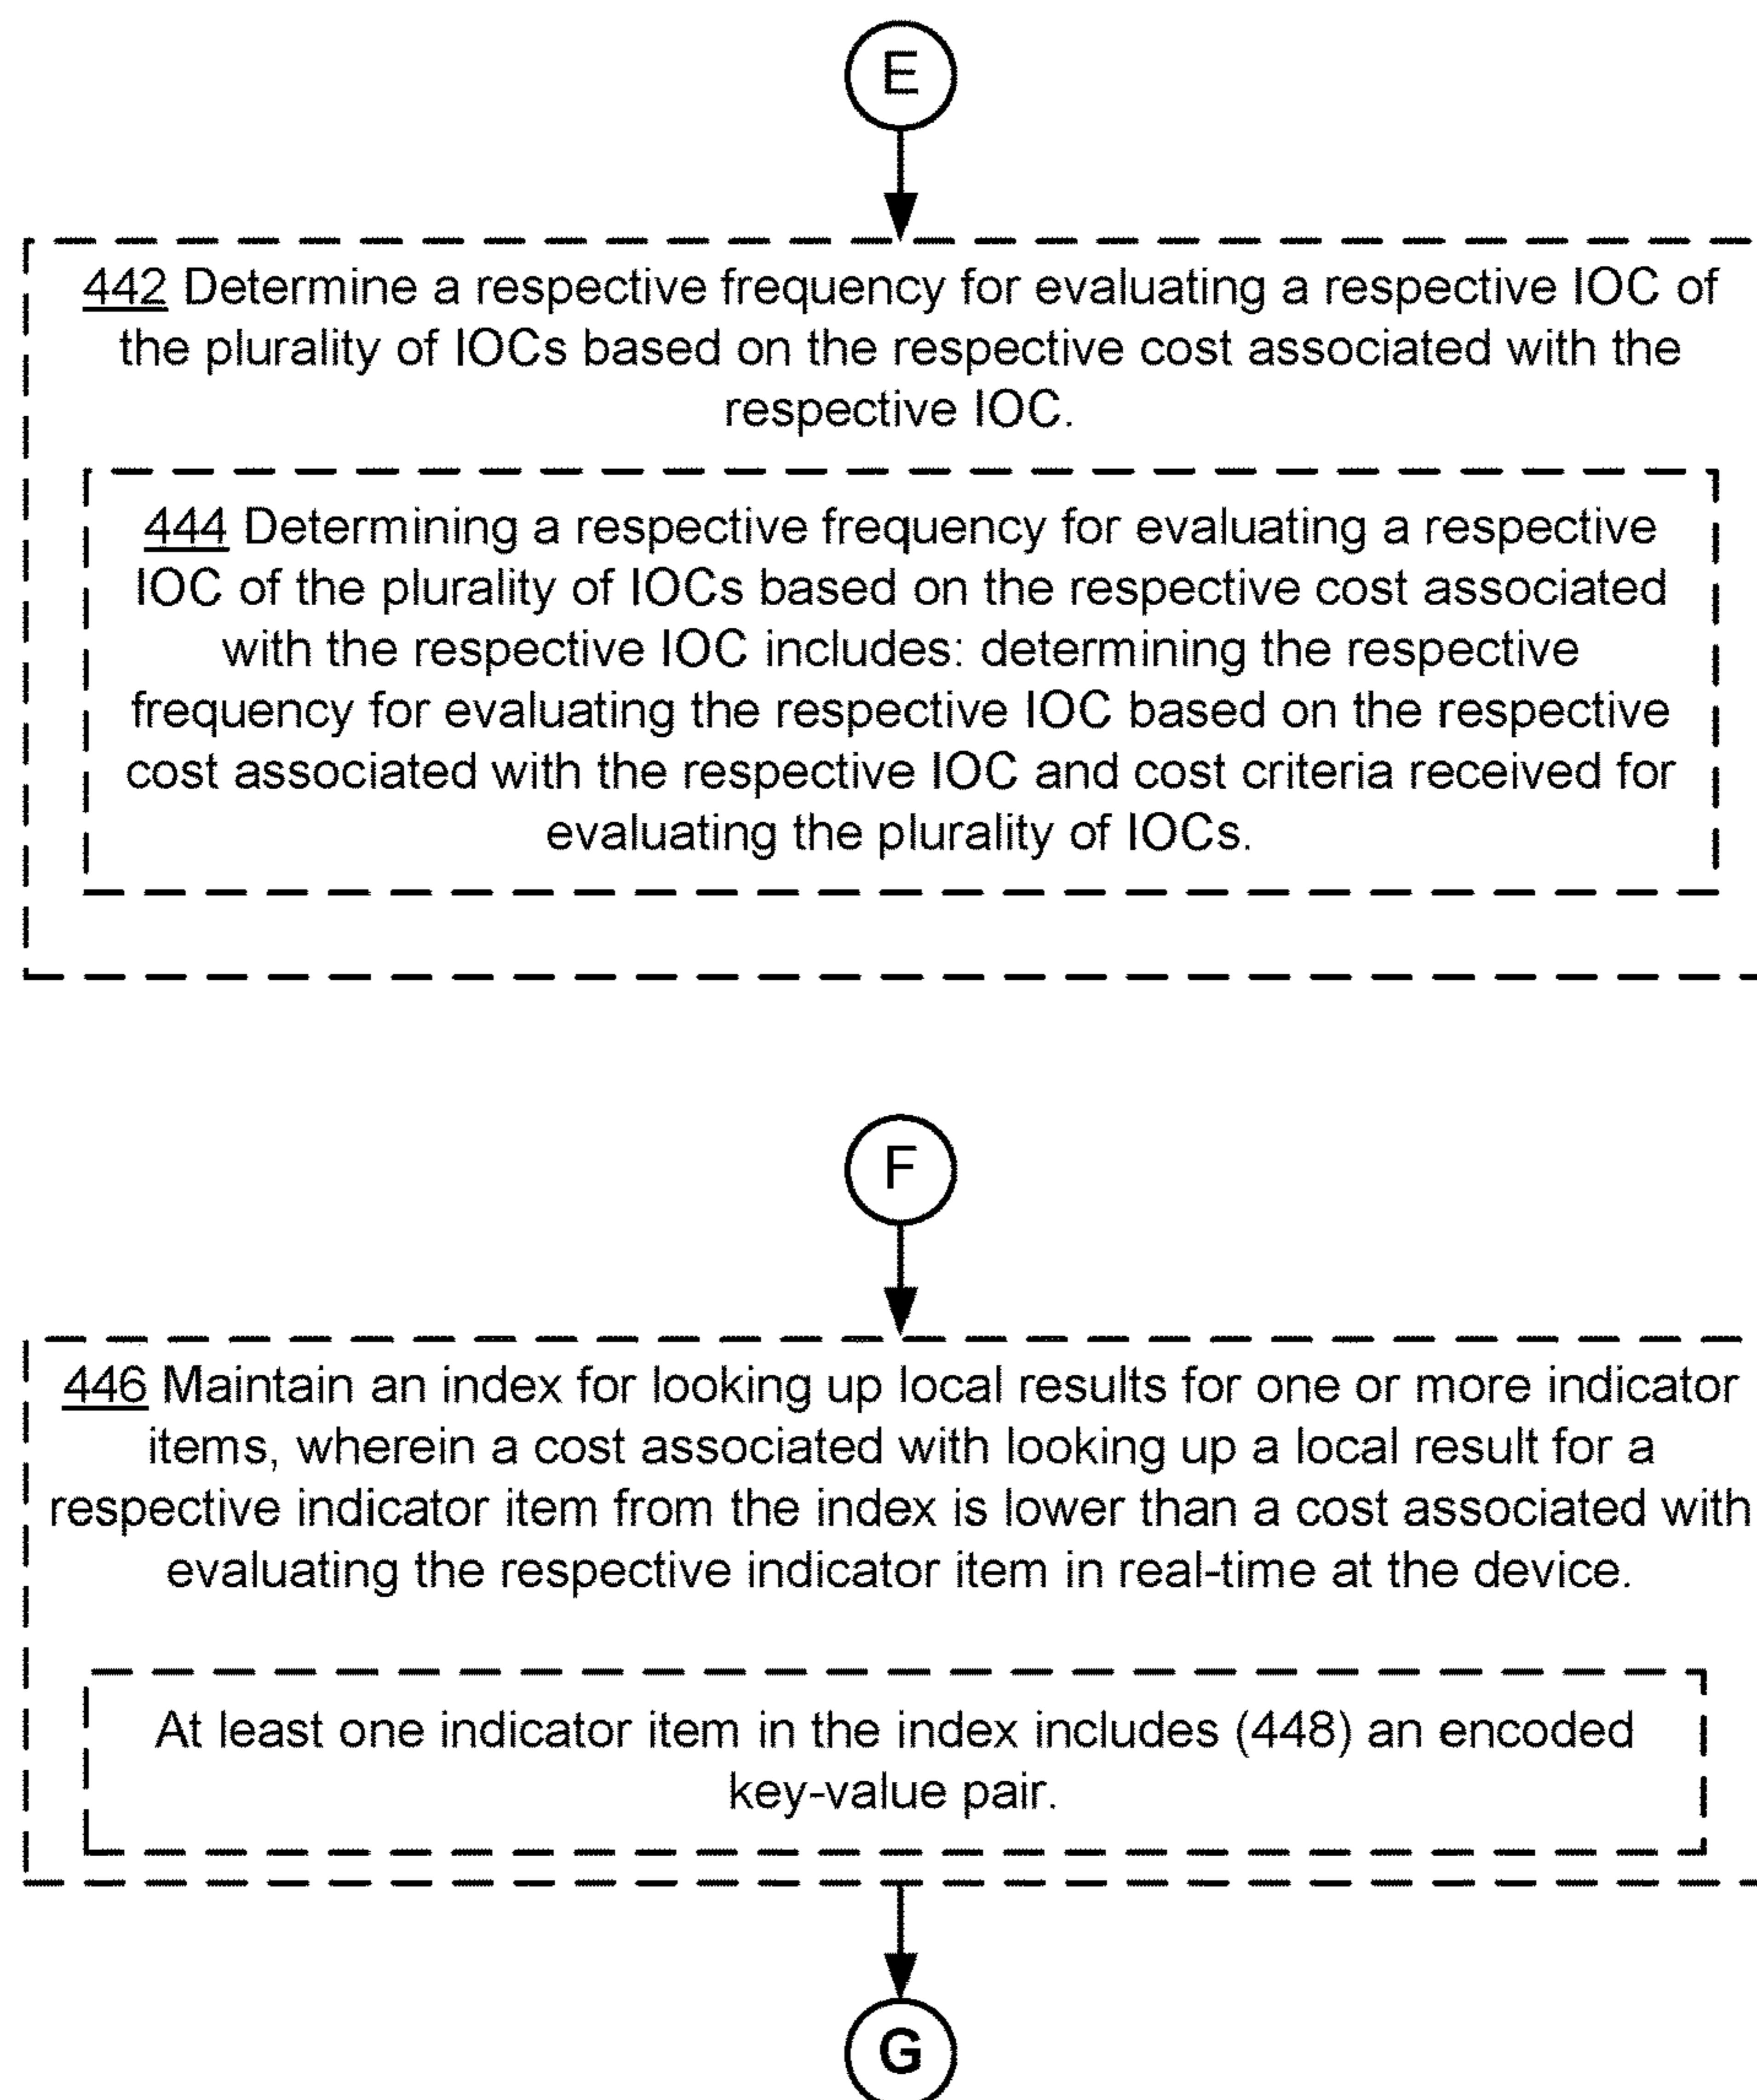 E
442 Determine a respective frequency for evaluating a respective IOC of
the plurality of IOCs based on the respective cost associated with the
respective IOC.
444 Determining a respective frequency for evaluating a respective
IOC of the plurality of IOCs based on the respective cost associated
with the respective IOC includes: determining the respective
frequency for evaluating the respective IOC based on the respective
cost associated with the respective IOC and cost criteria received for
evaluating the plurality of IOCs.
F
446 Maintain an index for looking up local results for one or more indicator
items, wherein a cost associated with looking up a local result for a
respective indicator item from the index is lower than a cost associated with
evaluating the respective indicator item in real-time at the device.
At least one indicator item in the index includes (448) an encoded
key-value pair.
G